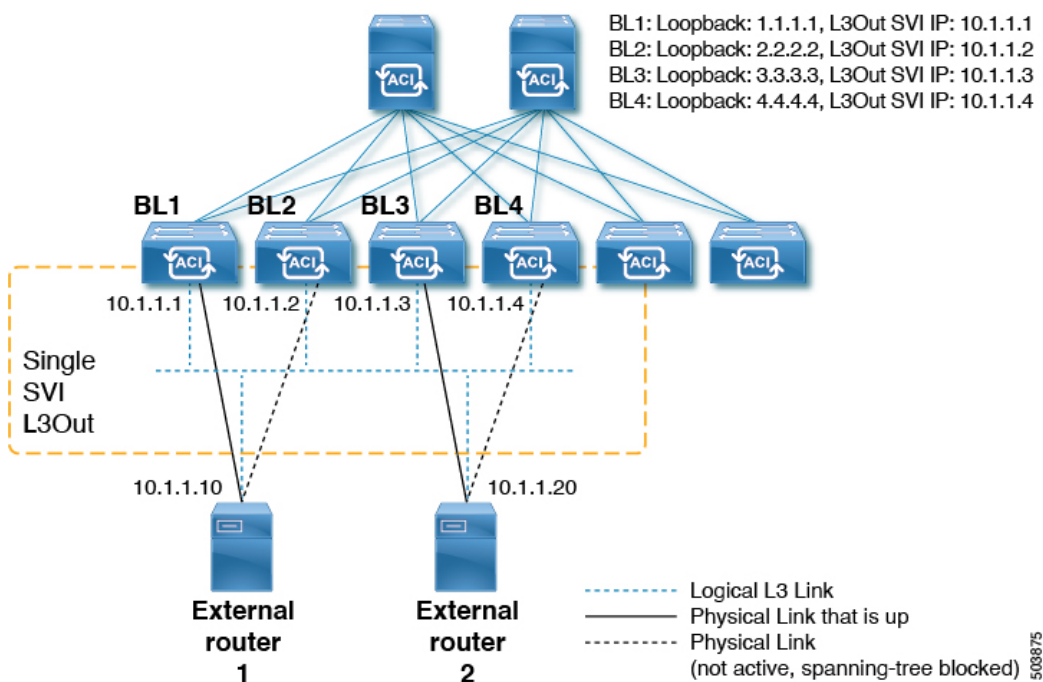 BL1: Loopback: 1.1.1.1, L3Out SVI IP: 10.1.1.1
BL2: Loopback: 2.2.2.2, L3Out SVI IP: 10.1.1.2
BL3: Loopback: 3.3.3.3, L3Out SVI IP: 10.1.1.3
BL4: Loopback: 4.4.4.4, L3Out SVI IP: 10.1.1.4
ACI ACI
BL1 BL2 BL3 BL4
ACI ACI ACI ACI ACI ACI
10.1.1.1 10.1.1.2 10.1.1.3 10.1.1.4
Single
SVI
L3Out
10.1.1.10 10.1.1.20
External
router
1
External
router
2
Logical L3 Link
Physical Link that is up
Physical Link
(not active, spanning-tree blocked)
503875